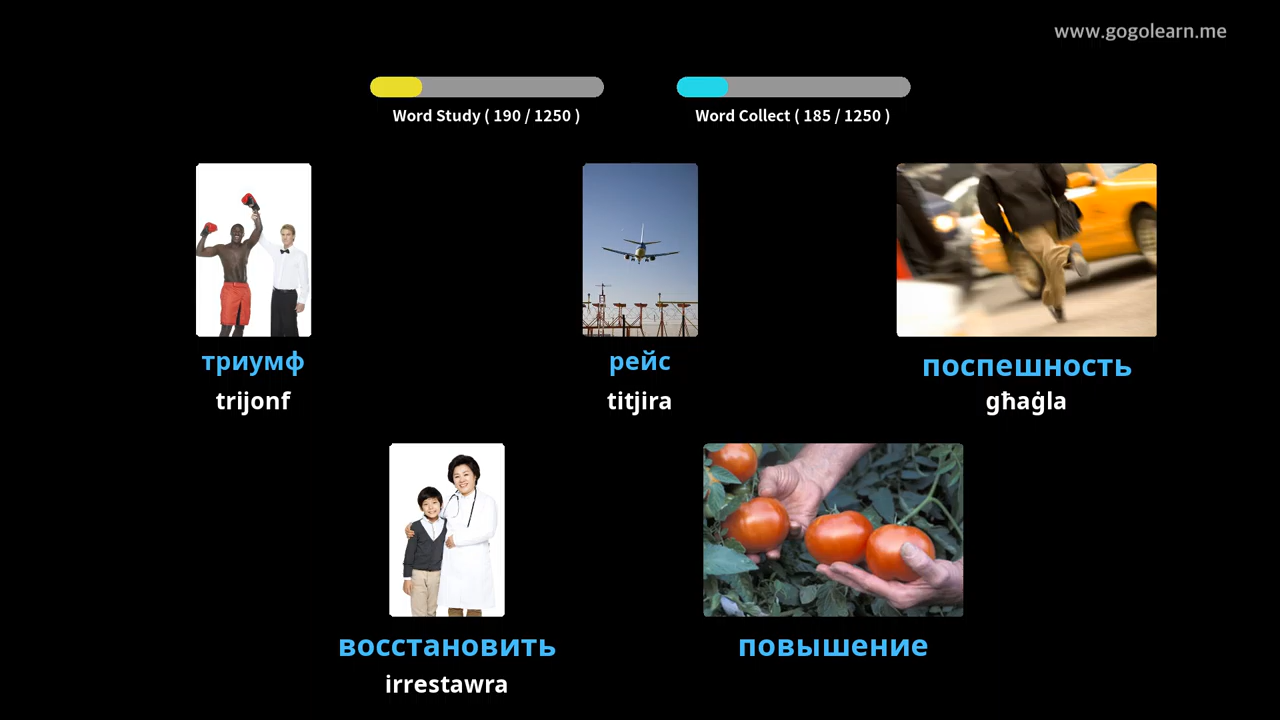 www.gogolearn.me
Word Study ( 190 / 1250 )
Word Collect ( 185 / 1250 )
триумф
trijonf
рейс
titjira
поспешность
għaġla
восстановить
irrestawra
повышение